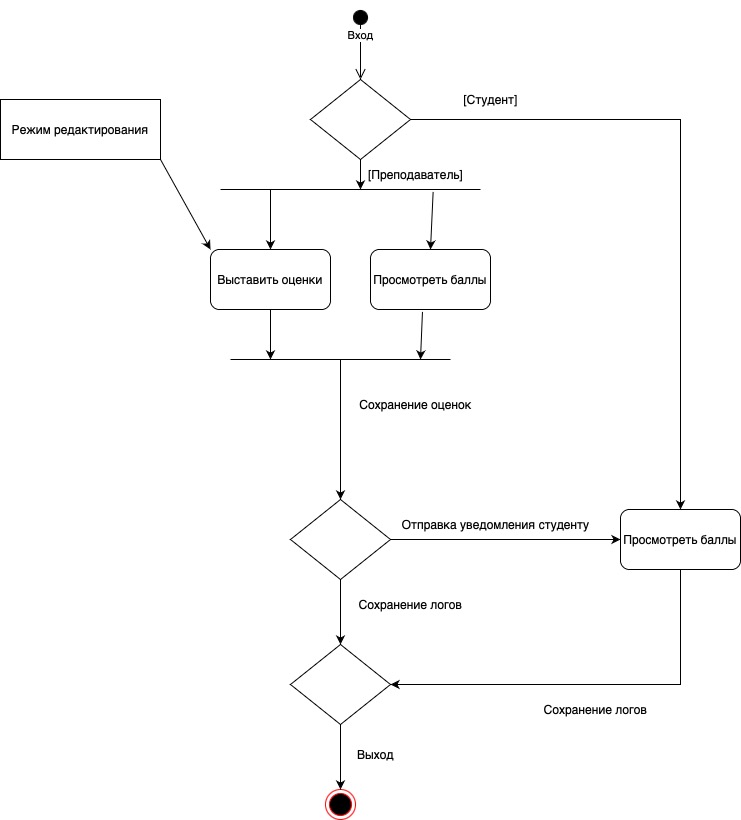 Вход
[Студент]
Режим редактирования
[Преподаватель]
Выставить оценки
Просмотреть баллы
Сохранение оценок
Отправка уведомления студенту
Просмотреть баллы
Сохранение логов
Сохранение логов
Выход